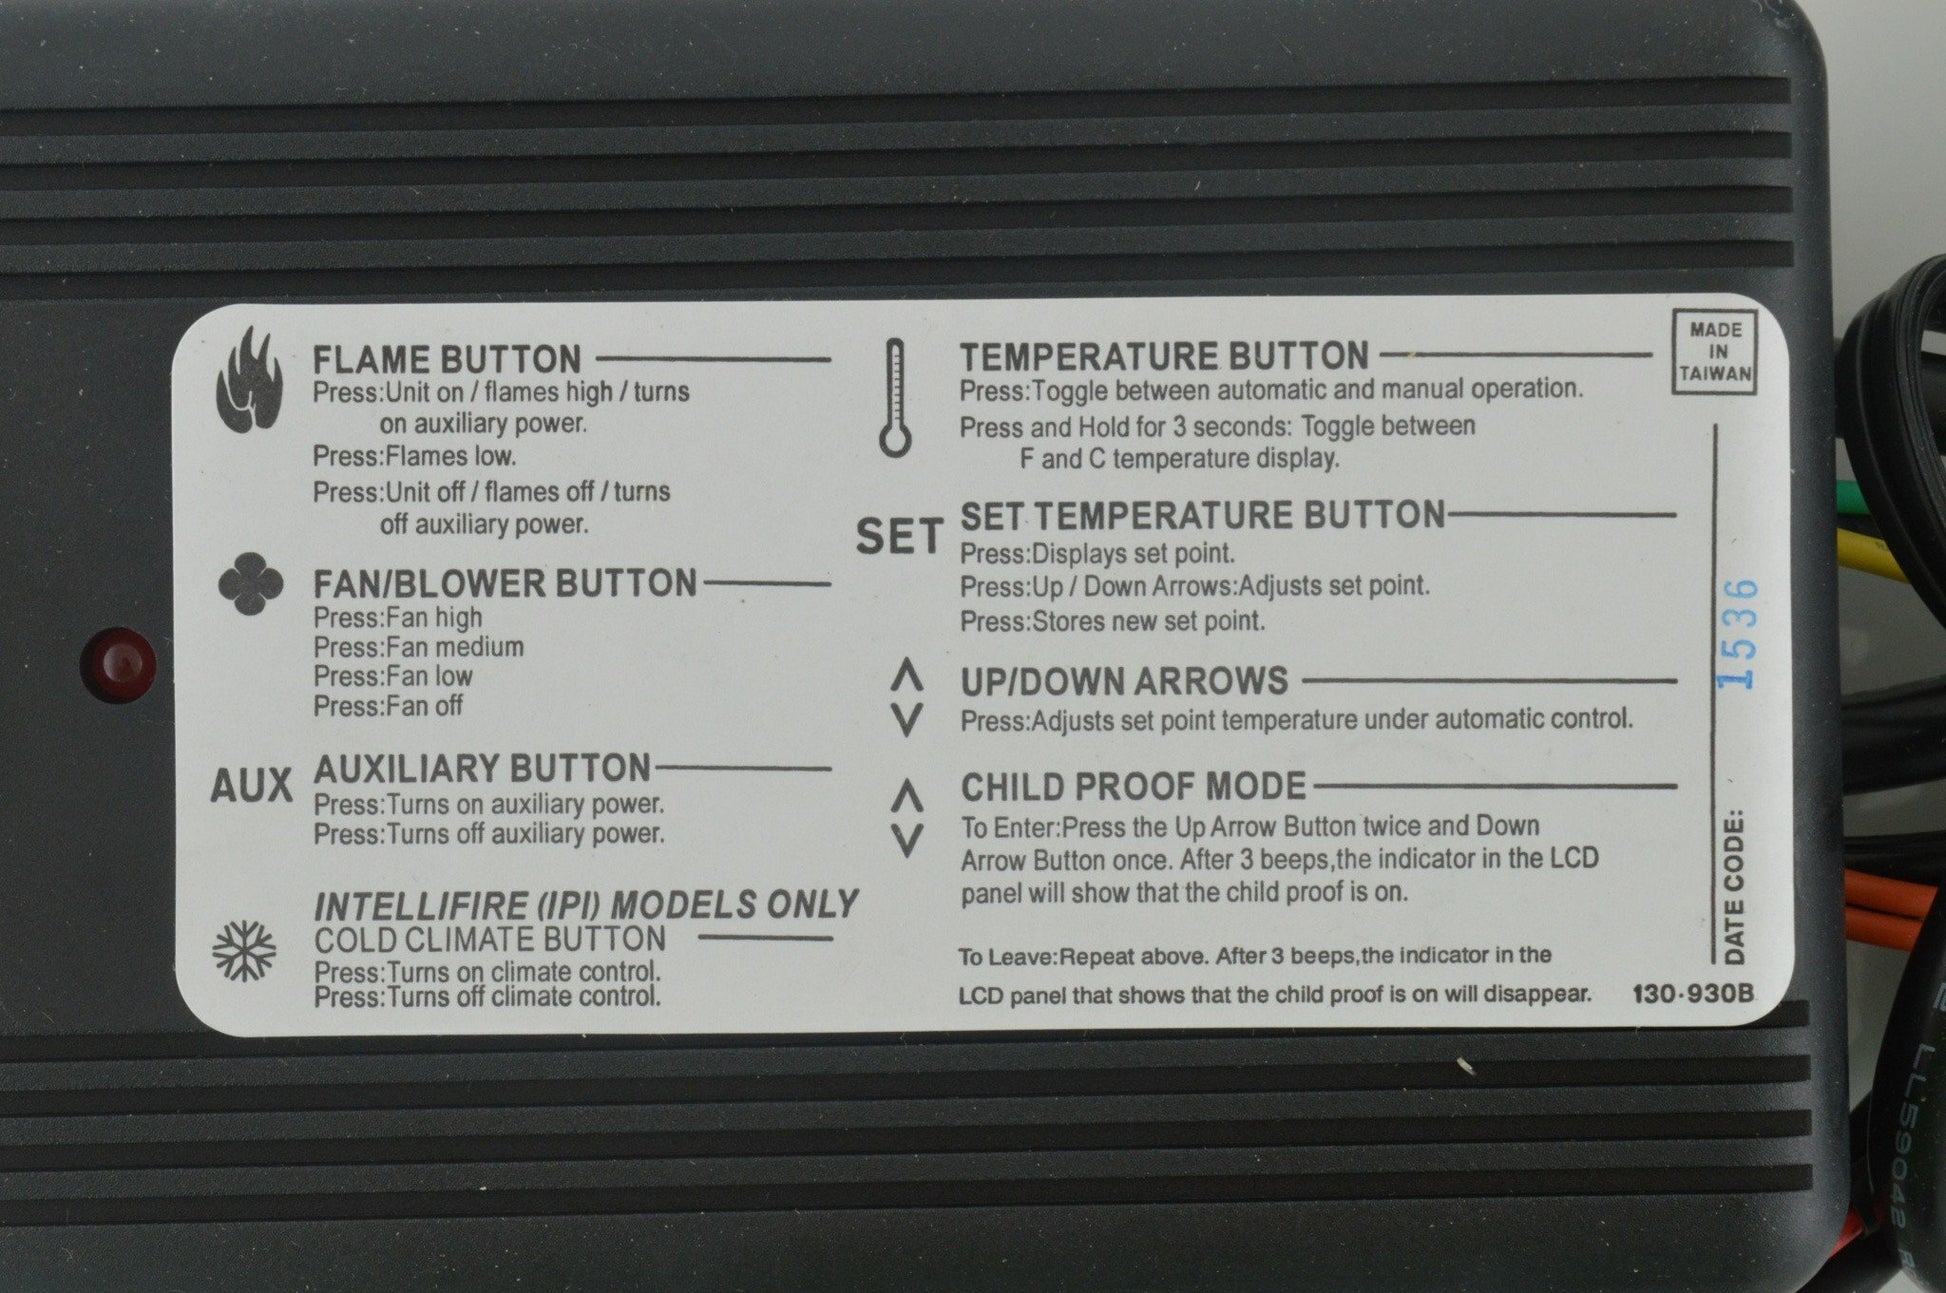 FLAME BUTTON
Press:Unit on / flames high / turns
on auxiliary power.
Press:Flames low.
Press:Unit off / flames off / turns
off auxiliary power.
FAN/BLOWER BUTTON
Press:Fan high
Press:Fan medium
Press:Fan low
Press:Fan off
AUX
AUXILIARY BUTTON
Press:Turns on auxiliary power.
Press:Turns off auxiliary power.
INTELLIFIRE (IPI) MODELS ONLY
COLD CLIMATE BUTTON
Press:Turns on climate control.
Press:Turns off climate control.
TEMPERATURE BUTTON
Press:Toggle between automatic and manual operation.
Press and Hold for 3 seconds: Toggle between
F and C temperature display.
SET
SET TEMPERATURE BUTTON
Press:Displays set point.
Press:Up / Down Arrows:Adjusts set point.
Press:Stores new set point.
UP/DOWN ARROWS
Press:Adjusts set point temperature under automatic control.
CHILD PROOF MODE
To Enter:Press the Up Arrow Button twice and Down
Arrow Button once. After 3 beeps,the indicator in the LCD
panel will show that the child proof is on.
To Leave:Repeat above. After 3 beeps,the indicator in the
LCD panel that shows that the child proof is on will disappear.
130-930B
MADE
IN
TAIWAN
DATE CODE:
1536
LL59042